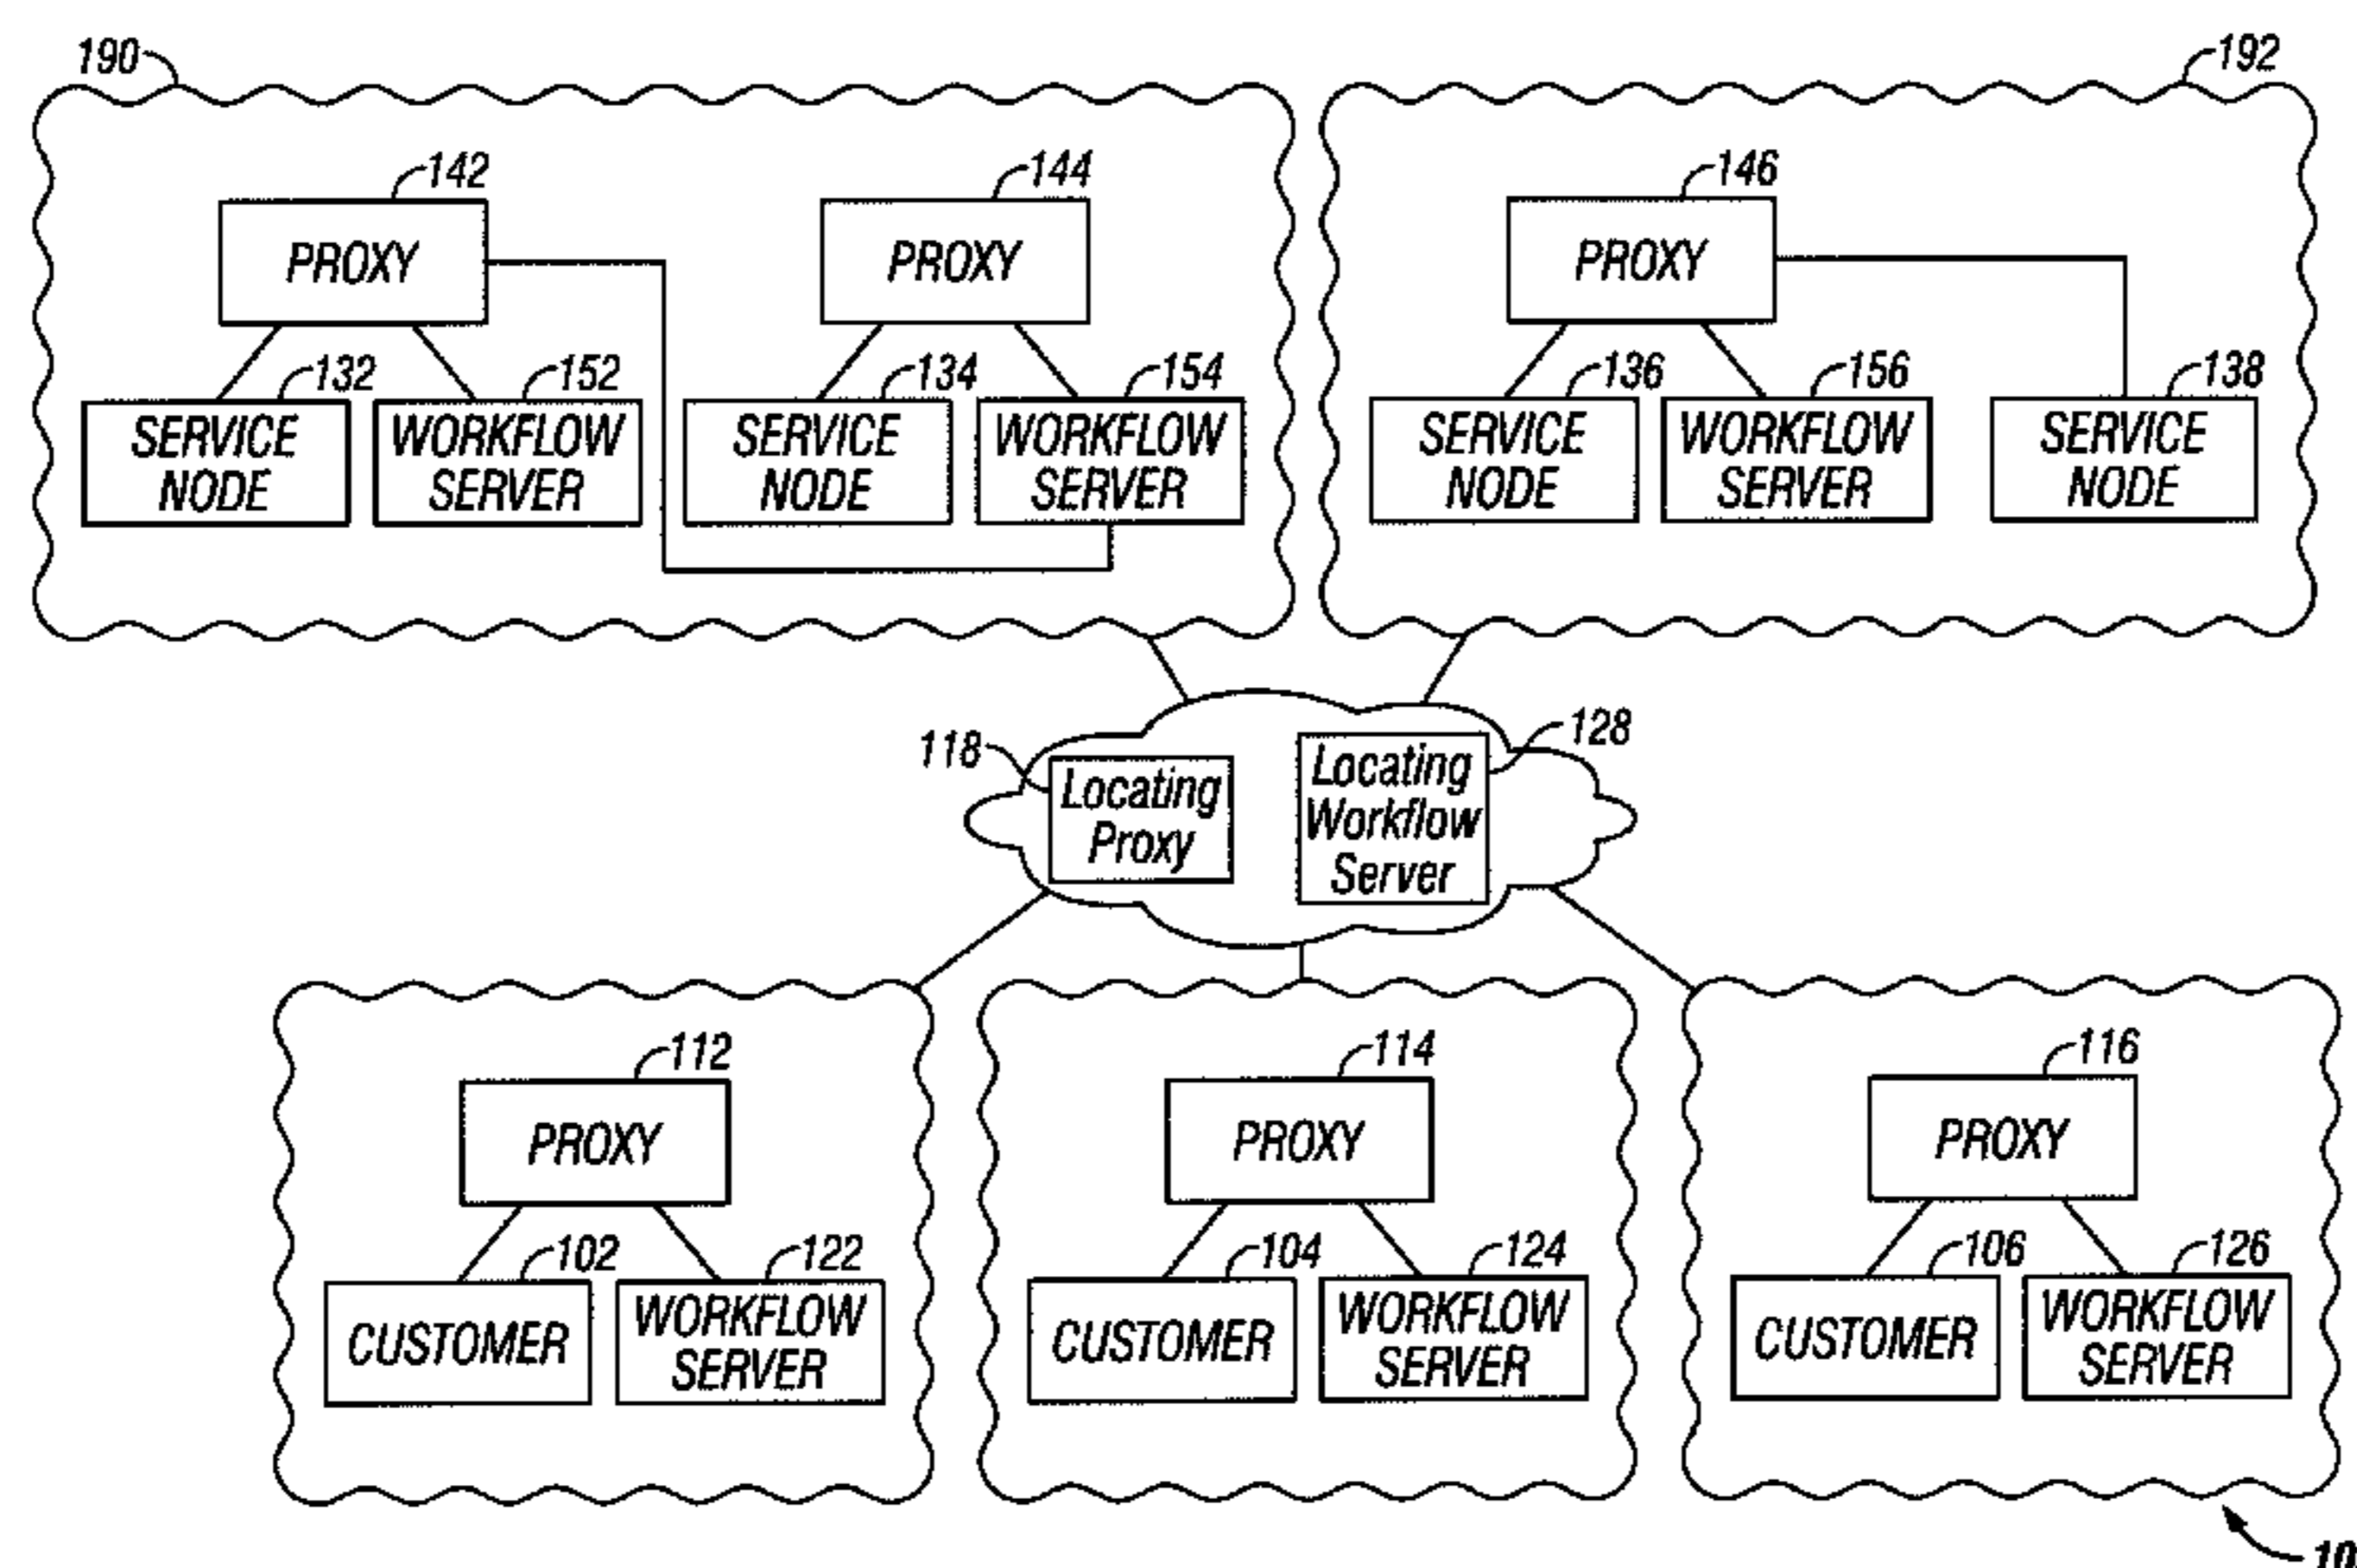 190
192
142
144
146
PROXY
PROXY
PROXY
132
152
134
154
136
156
138
SERVICE
NODE
WORKFLOW
SERVER
SERVICE
NODE
WORKFLOW
SERVER
SERVICE
NODE
WORKFLOW
SERVER
SERVICE
NODE
118
Locating
Proxy
128
Locating
Workflow
Server
112
114
116
PROXY
PROXY
PROXY
102
122
104
124
106
126
CUSTOMER
WORKFLOW
SERVER
CUSTOMER
WORKFLOW
SERVER
CUSTOMER
WORKFLOW
SERVER